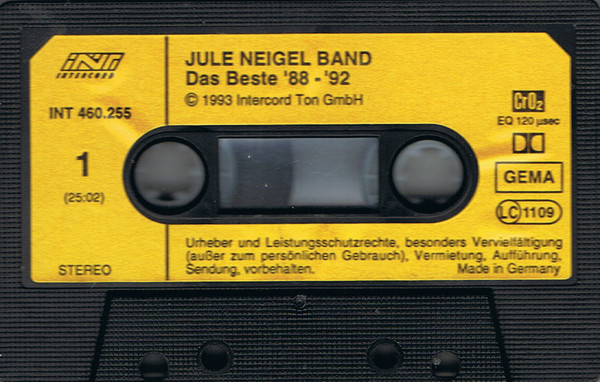 INT
INTERCORD
JULE NEIGEL BAND
Das Beste '88 - '92
© 1993 Intercord Ton GmbH
INT 460.255
1
(25:02)
STEREO
CrO2
EQ 120 µsec
GEMA
LC 1109
Urheber und Leistungsschutzrechte, besonders Vervielfältigung
(außer zum persönlichen Gebrauch), Vermietung, Aufführung,
Sendung, vorbehalten. Made in Germany